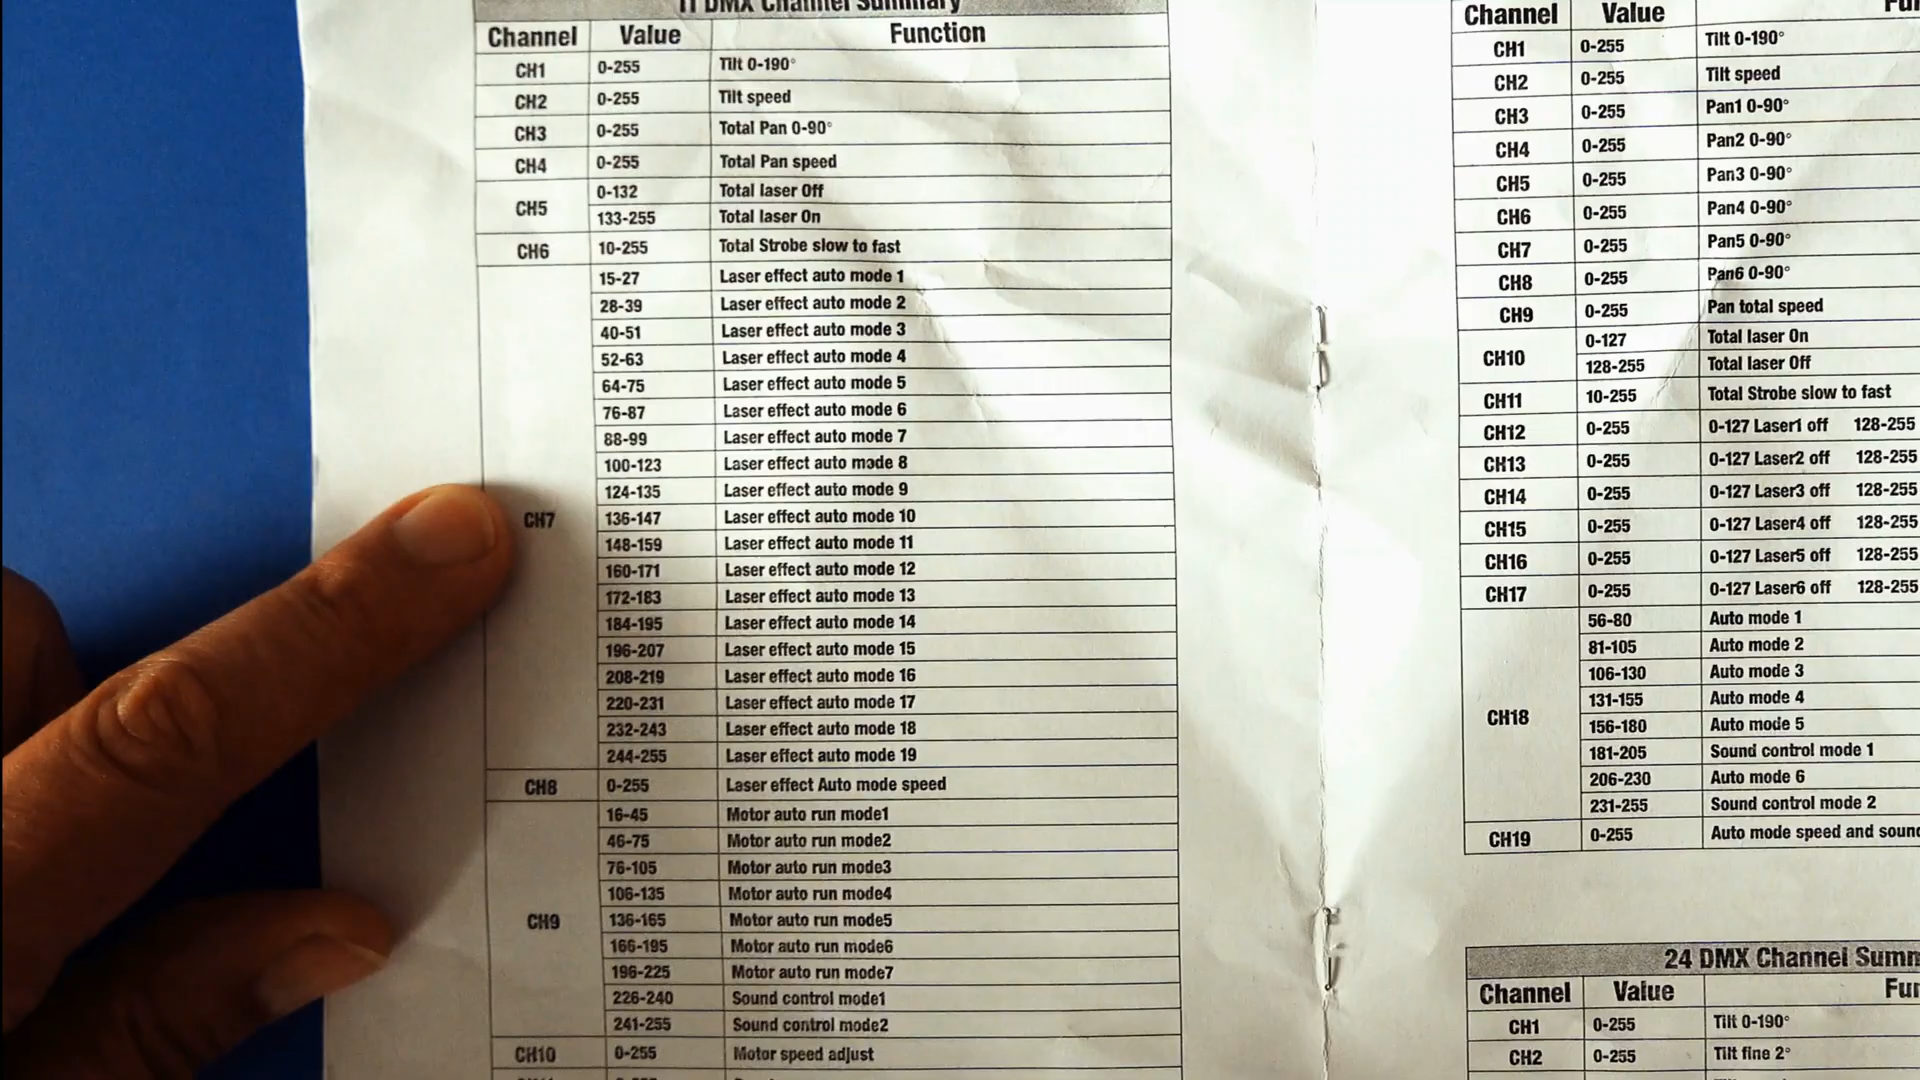 11 DMX Channel Summary
Channel Value Function
CH1 0-255 Tilt 0-190°
CH2 0-255 Tilt speed
CH3 0-255 Total Pan 0-90°
CH4 0-255 Total Pan speed
CH5 0-132 Total laser Off
133-255 Total laser On
CH6 10-255 Total Strobe slow to fast
CH7 15-27 Laser effect auto mode 1
28-39 Laser effect auto mode 2
40-51 Laser effect auto mode 3
52-63 Laser effect auto mode 4
64-75 Laser effect auto mode 5
76-87 Laser effect auto mode 6
88-99 Laser effect auto mode 7
100-123 Laser effect auto mode 8
124-135 Laser effect auto mode 9
136-147 Laser effect auto mode 10
148-159 Laser effect auto mode 11
160-171 Laser effect auto mode 12
172-183 Laser effect auto mode 13
184-195 Laser effect auto mode 14
196-207 Laser effect auto mode 15
208-219 Laser effect auto mode 16
220-231 Laser effect auto mode 17
232-243 Laser effect auto mode 18
244-255 Laser effect auto mode 19
CH8 0-255 Laser effect Auto mode speed
CH9 16-45 Motor auto run mode1
46-75 Motor auto run mode2
76-105 Motor auto run mode3
106-135 Motor auto run mode4
136-165 Motor auto run mode5
166-195 Motor auto run mode6
196-225 Motor auto run mode7
226-240 Sound control mode1
241-255 Sound control mode2
CH10 0-255 Motor speed adjust
Channel Value
CH1 0-255 Tilt 0-190°
CH2 0-255 Tilt speed
CH3 0-255 Pan1 0-90°
CH4 0-255 Pan2 0-90°
CH5 0-255 Pan3 0-90°
CH6 0-255 Pan4 0-90°
CH7 0-255 Pan5 0-90°
CH8 0-255 Pan6 0-90°
CH9 0-255 Pan total speed
CH10 0-127 Total laser On
128-255 Total laser Off
CH11 10-255 Total Strobe slow to fast
CH12 0-255 0-127 Laser1 off 128-255
CH13 0-255 0-127 Laser2 off 128-255
CH14 0-255 0-127 Laser3 off 128-255
CH15 0-255 0-127 Laser4 off 128-255
CH16 0-255 0-127 Laser5 off 128-255
CH17 0-255 0-127 Laser6 off 128-255
CH18 56-80 Auto mode 1
81-105 Auto mode 2
106-130 Auto mode 3
131-155 Auto mode 4
156-180 Auto mode 5
181-205 Sound control mode 1
206-230 Auto mode 6
231-255 Sound control mode 2
CH19 0-255 Auto mode speed and soun
24 DMX Channel Summ
Channel Value Fun
CH1 0-255 Tilt 0-190°
CH2 0-255 Tilt fine 2°